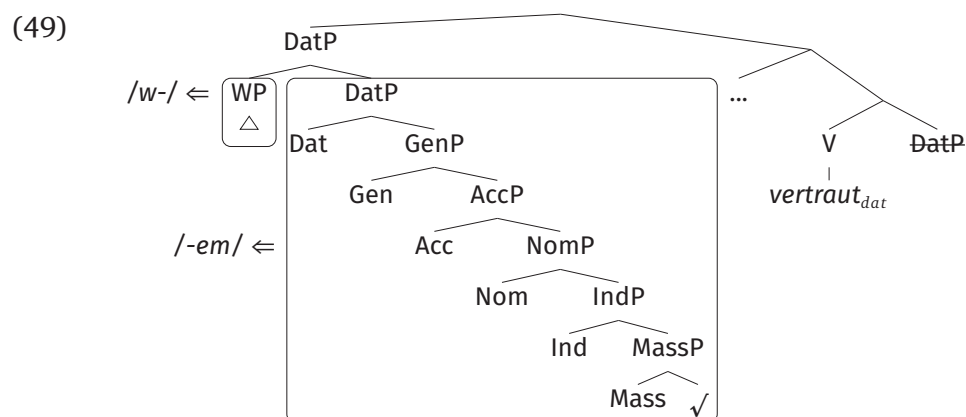 (49)
DatP
/w-/ ⇐ WP DatP ...
Dat GenP V DatP
Gen AccP vertraut_dat
/-em/ ⇐ Acc NomP
Nom IndP
Ind MassP
Mass √